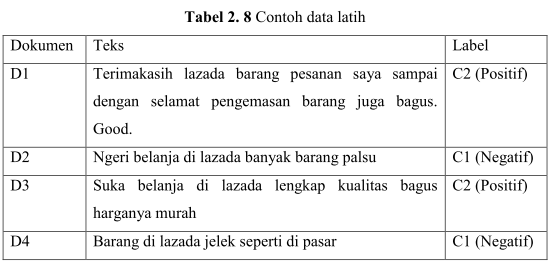 Tabel 2. 8 Contoh data latih
Dokumen Teks Label
D1 Terimakasih lazada barang pesanan saya sampai C2 (Positif)
dengan selamat pengemasan barang juga bagus.
Good.
D2 Ngeri belanja di lazada banyak barang palsu C1 (Negatif)
D3 Suka belanja di lazada lengkap kualitas bagus C2 (Positif)
harganya murah
D4 Barang di lazada jelek seperti di pasar C1 (Negatif)